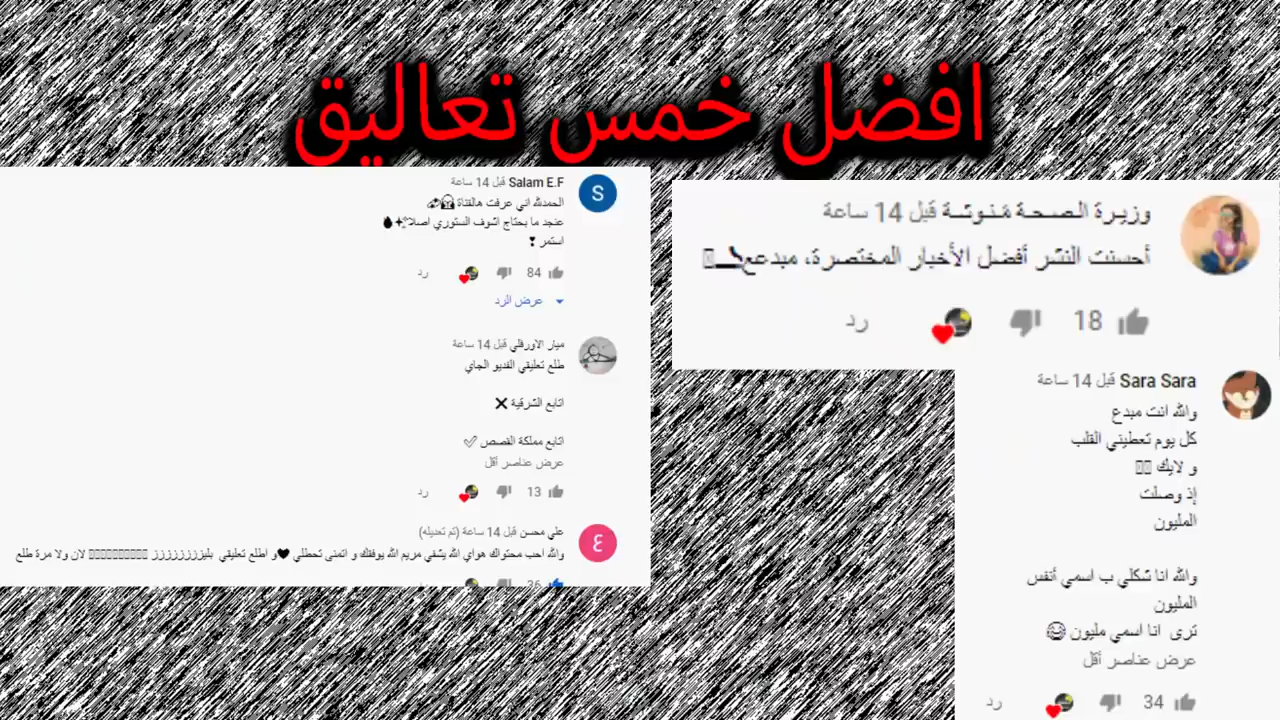 افضل خمس تعاليق
Salam E.F قبل 14 ساعة
الحمدلله اني عرفت هالقناة
عنجد ما بحتاج اشوف الستوري اصلا
استمر
84
رد
عرض الرد
ميار الاورفلي قبل 14 ساعة
طلع تعليقي الفديو الجاي
اتابع الشرقية ❌
اتابع مملكة القصص ✅
عرض عناصر أقل
13
رد
علي محسن قبل 14 ساعة (تم تعديله)
والله احب محتواك هواي الله يشفي مريم الله يوفقك و اتمنى تحطلي ❤و اطلع تعليقي بليزززززززز لان ولا مرة طلع
36
وزيرة الصحة مَنوتة قبل 14 ساعة
أحسنت النشر أفضل الأخبار المختصرة، مبدعع
18
رد
Sara Sara قبل 14 ساعة
والله انت مبدع
كل يوم تعطيني القلب
و لايك
إذ وصلت
المليون
والله انا شكلي ب اسمي أنفس
المليون
ترى انا اسمي مليون 😂
عرض عناصر أقل
34
رد